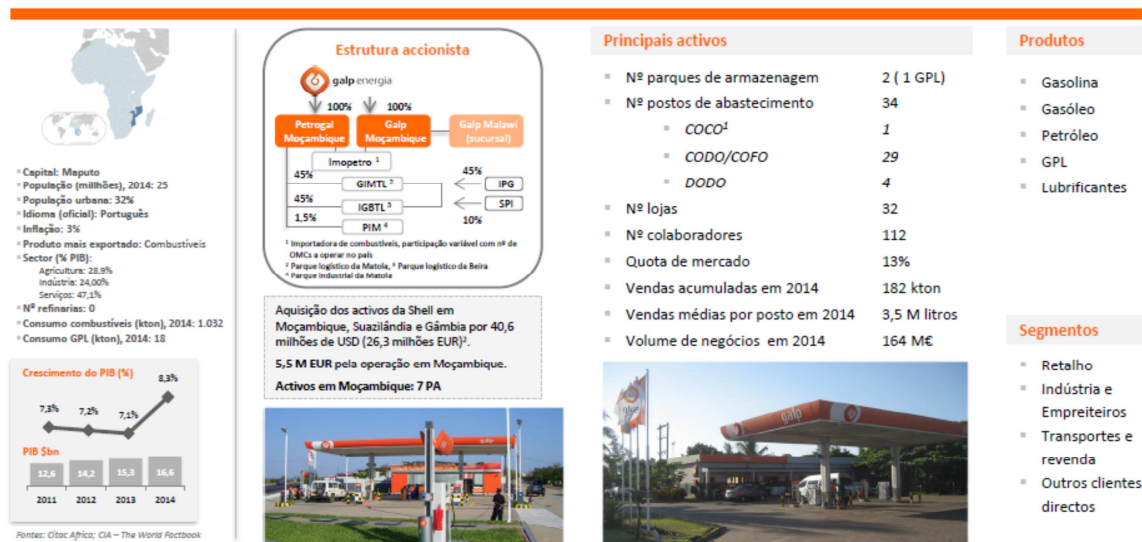 Capital: Maputo
População (millhões), 2014: 25
População urbana: 32%
Idioma (oficial): Português
Inflação: 3%
Produto mais exportado: Combustíveis
Sector (% PIB):
Agricultura: 28,9%
Indústria: 24,00%
Serviços: 47,1%
Nº refinarias: 0
Consumo combustíveis (kton), 2014: 1.032
Consumo GPL (kton), 2014: 18
Crescimento do PIB (%)
7,3% 7,2% 7,1% 8,3%
PIB $bn
12,6 14,2 15,3 16,6
2011 2012 2013 2014
Fontes: Citac Africa; CIA – The World Factbook
Estrutura accionista
galp energia
100% 100%
Petrogal Moçambique
Galp Moçambique
Galp Malawi (sucursal)
Imopetro ¹
45% GIMTL ² 45% IPG
45% IGBTL ³ SPI
1,5% PIM ⁴ 10%
¹ Importadora de combustíveis, participação variável com nº de
OMCs a operar no país
² Parque logístico da Matola, ³ Parque logístico da Beira
⁴ Parque Industrial da Matola
Aquisição dos activos da Shell em
Moçambique, Suazilândia e Gâmbia por 40,6
milhões de USD (26,3 milhões EUR)².
5,5 M EUR pela operação em Moçambique.
Activos em Moçambique: 7 PA
galp
Principais activos
Nº parques de armazenagem 2 ( 1 GPL)
Nº postos de abastecimento 34
COCO¹ 1
CODO/COFO 29
DODO 4
Nº lojas 32
Nº colaboradores 112
Quota de mercado 13%
Vendas acumuladas em 2014 182 kton
Vendas médias por posto em 2014 3,5 M litros
Volume de negócios em 2014 164 M€
galp
galp
Produtos
Gasolina
Gasóleo
Petróleo
GPL
Lubrificantes
Segmentos
Retalho
Indústria e
Empreiteiros
Transportes e
revenda
Outros clientes
directos